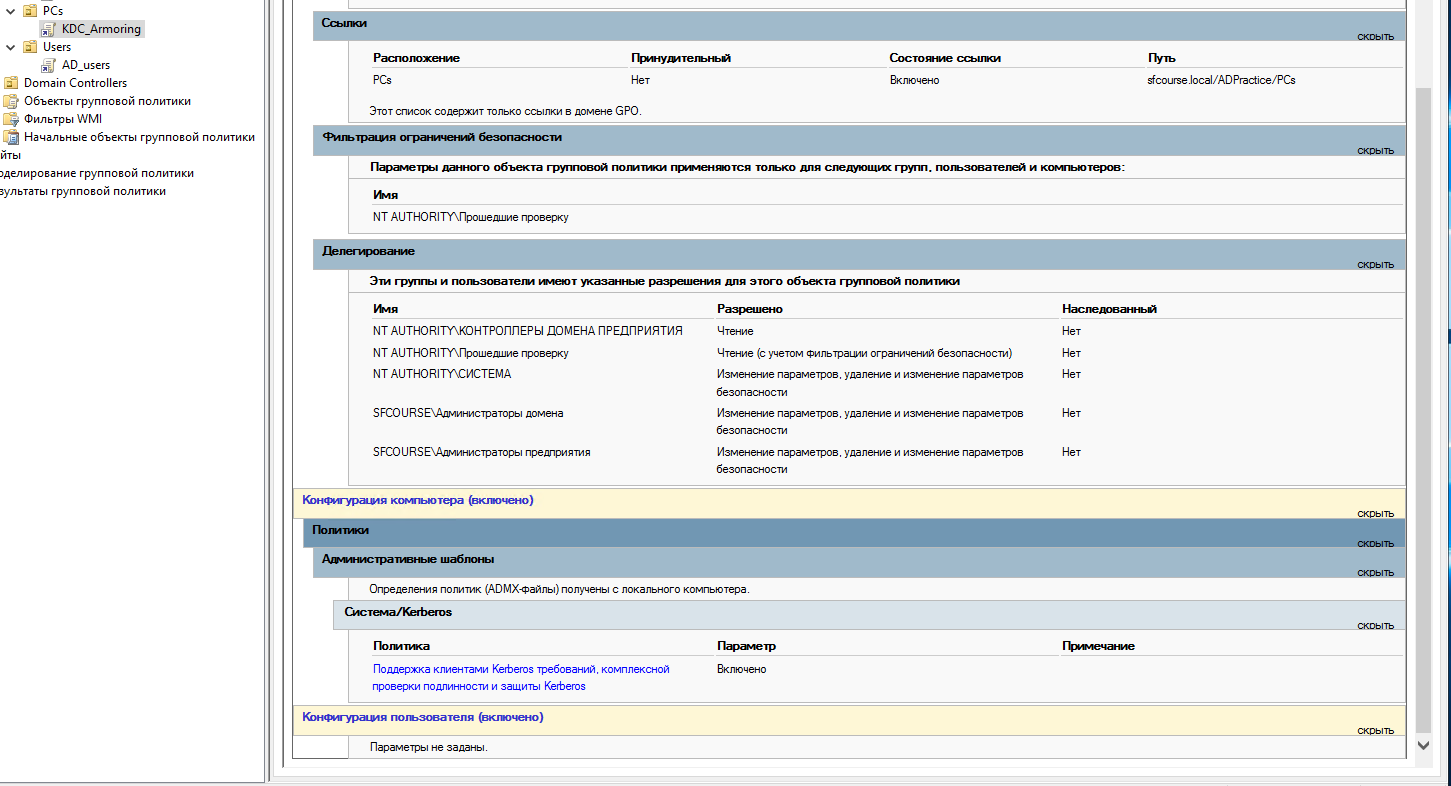 PCs
KDC_Armoring
Users
AD_users
Domain Controllers
Объекты групповой политики
Фильтры WMI
Начальные объекты групповой политики
йты
оделирование групповой политики
зультаты групповой политики
Ссылки
скрыть
Расположение Принудительный Состояние ссылки Путь
PCs Нет Включено sfcourse.local/ADPractice/PCs
Этот список содержит только ссылки в домене GPO.
Фильтрация ограничений безопасности
скрыть
Параметры данного объекта групповой политики применяются только для следующих групп, пользователей и компьютеров:
Имя
NT AUTHORITY\Прошедшие проверку
Делегирование
скрыть
Эти группы и пользователи имеют указанные разрешения для этого объекта групповой политики
Имя Разрешено Наследованный
NT AUTHORITY\КОНТРОЛЛЕРЫ ДОМЕНА ПРЕДПРИЯТИЯ Чтение Нет
NT AUTHORITY\Прошедшие проверку Чтение (с учетом фильтрации ограничений безопасности) Нет
NT AUTHORITY\СИСТЕМА Изменение параметров, удаление и изменение параметров Нет
безопасности
SFCOURSE\Администраторы домена Изменение параметров, удаление и изменение параметров Нет
безопасности
SFCOURSE\Администраторы предприятия Изменение параметров, удаление и изменение параметров Нет
безопасности
Конфигурация компьютера (включено)
скрыть
Политики
скрыть
Административные шаблоны
скрыть
Определения политик (ADMX-файлы) получены с локального компьютера.
Система/Kerberos
скрыть
Политика Параметр Примечание
Поддержка клиентами Kerberos требований, комплексной Включено
проверки подлинности и защиты Kerberos
Конфигурация пользователя (включено)
скрыть
Параметры не заданы.